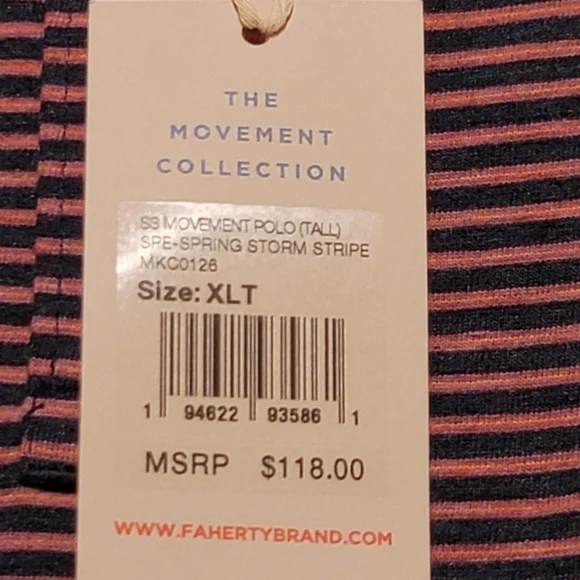 THE
MOVEMENT
COLLECTION
S3 MOVEMENT POLO (TALL)
SPE-SPRING STORM STRIPE
MKC0126
Size: XLT
1 94622 93586 1
MSRP $118.00
WWW.FAHERTYBRAND.COM